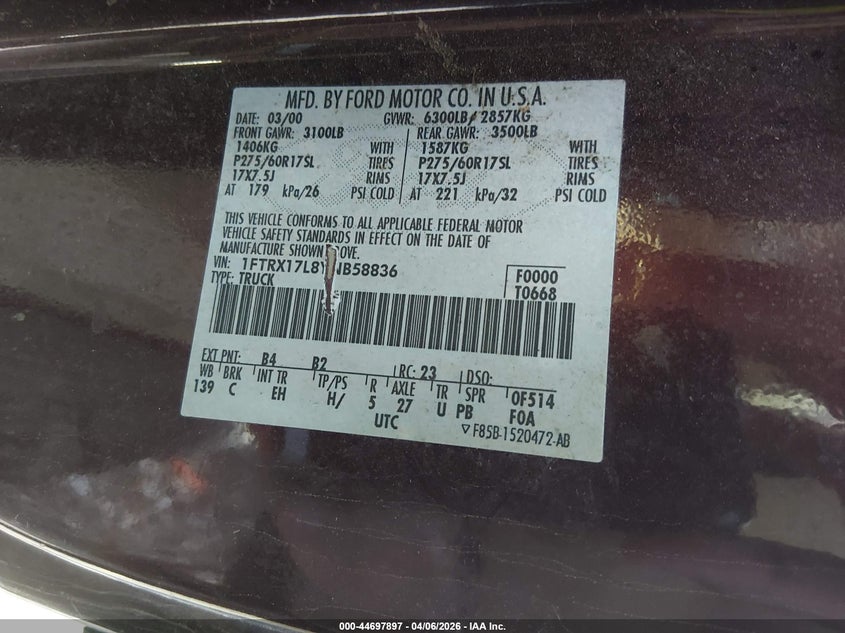 MFD. BY FORD MOTOR CO. IN U.S.A.
DATE: 03/00 GVWR: 6300LB/ 2857KG
FRONT GAWR: 3100LB REAR GAWR: 3500LB
1406KG WITH 1587KG WITH
P275/60R17SL TIRES P275/60R17SL TIRES
17X7.5J RIMS 17X7.5J RIMS
AT 179 kPa/26 PSI COLD AT 221 kPa/32 PSI COLD
THIS VEHICLE CONFORMS TO ALL APPLICABLE FEDERAL MOTOR
VEHICLE SAFETY STANDARDS IN EFFECT ON THE DATE OF
MANUFACTURE SHOWN ABOVE.
VIN: 1FTRX17L8 NB58836 F0000
TYPE: TRUCK T0668
EXT PNT: B4 B2 RC: 23 DSO:
WB BRK INT TR TP/PS R AXLE TR SPR 0F514
139 C EH H/ 5 27 U PB F0A
UTC
F85B-1520472-AB
000-44697897 - 04/06/2026 - IAA Inc.